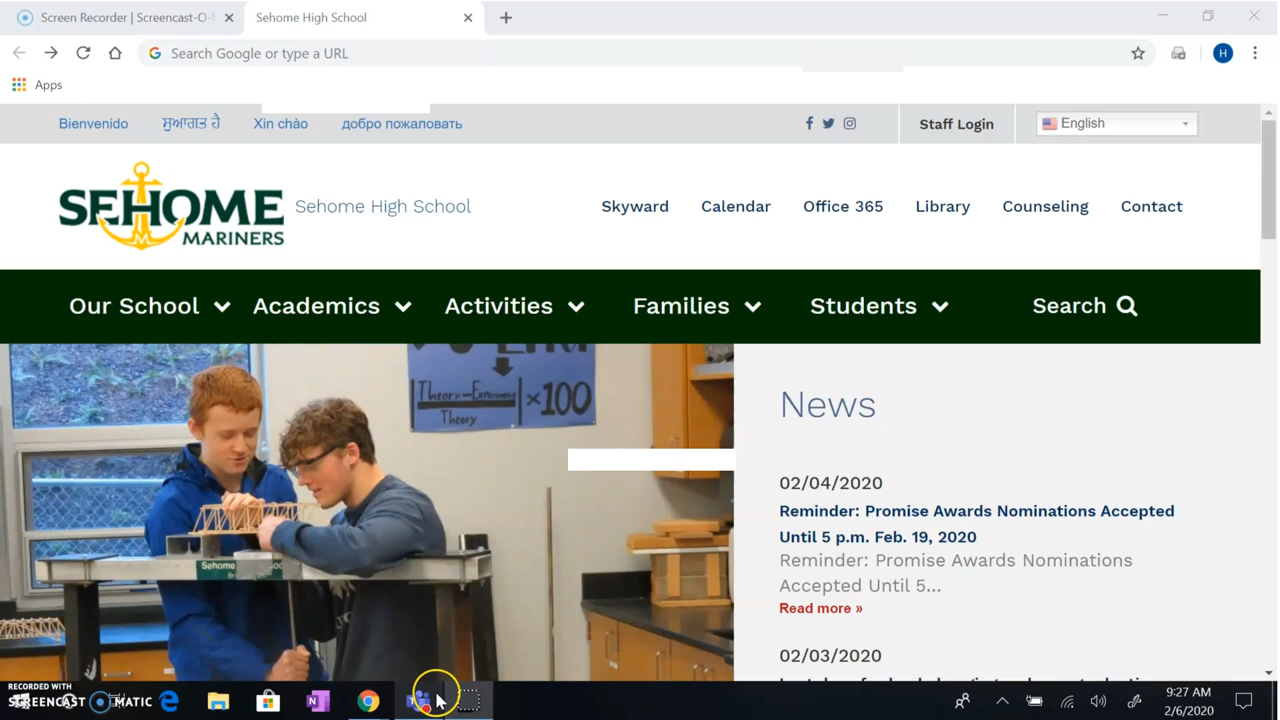 Screen Recorder | Screencast-O-
Sehome High School
Search Google or type a URL
H
Apps
Bienvenido
ਸੁਆਗਤ ਹੈ
Xin chào
добро пожаловать
Staff Login
English
SEHOME
MARINERS
Sehome High School
Skyward
Calendar
Office 365
Library
Counseling
Contact
Our School
Academics
Activities
Families
Students
Search
Theory-Experiment
Theory
×100
Sehome
News
02/04/2020
Reminder: Promise Awards Nominations Accepted
Until 5 p.m. Feb. 19, 2020
Reminder: Promise Awards Nominations
Accepted Until 5...
Read more »
02/03/2020
RECORDED WITH
SCREENCAST MATIC
9:27 AM
2/6/2020